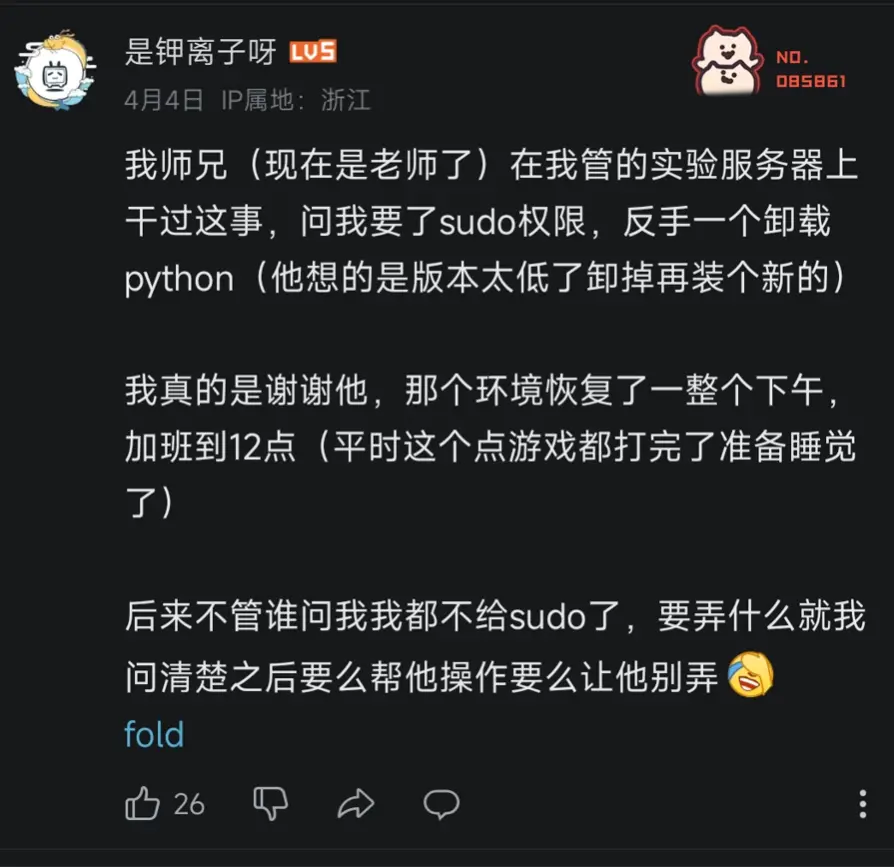 是钾离子呀 LV5
NO.
085861
4月4日 IP属地：浙江
我师兄（现在是老师了）在我管的实验服务器上
干过这事，问我要了sudo权限，反手一个卸载
python（他想的是版本太低了卸掉再装个新的）
我真的是谢谢他，那个环境恢复了一整个下午，
加班到12点（平时这个点游戏都打完了准备睡觉
了）
后来不管谁问我我都不给sudo了，要弄什么就我
问清楚之后要么帮他操作要么让他别弄
fold
26